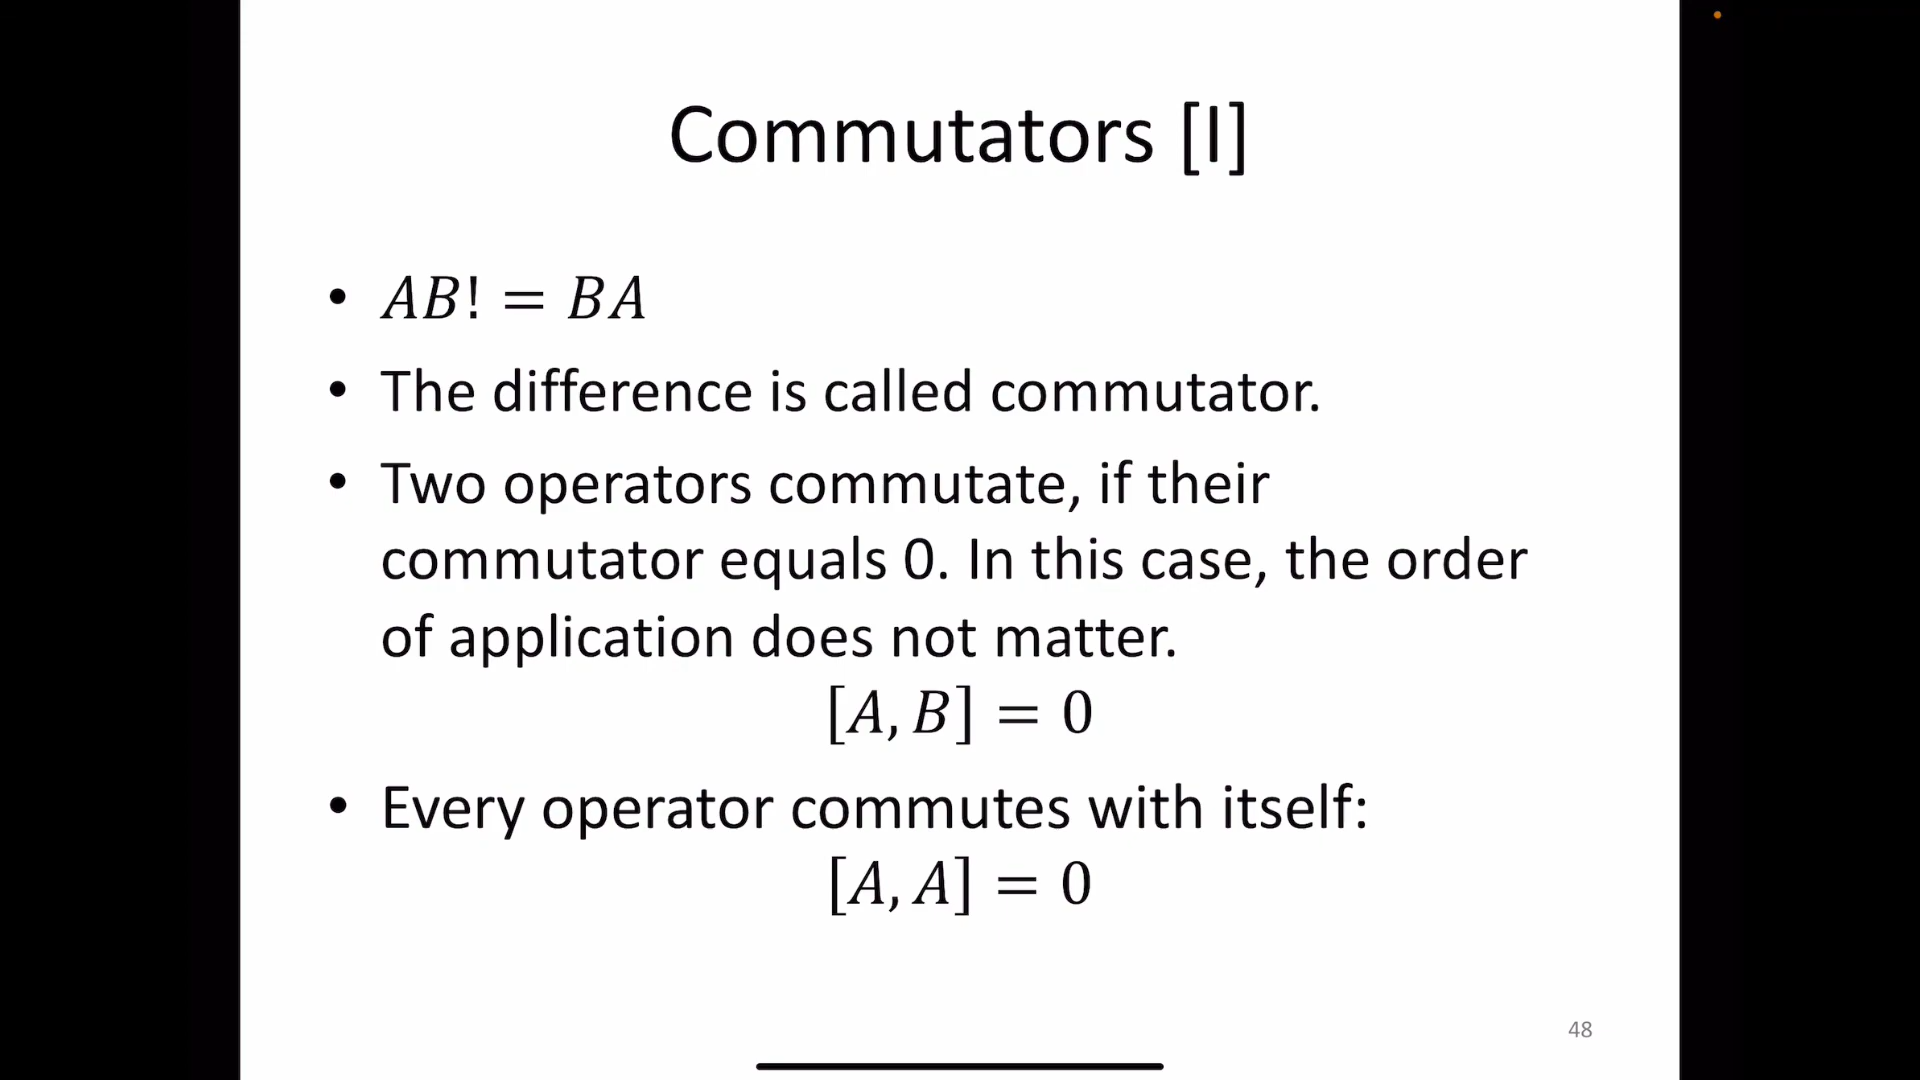 Commutators [I]
• AB! = BA
• The difference is called commutator.
• Two operators commutate, if their
commutator equals 0. In this case, the order
of application does not matter.
[A, B] = 0
• Every operator commutes with itself:
[A, A] = 0
48